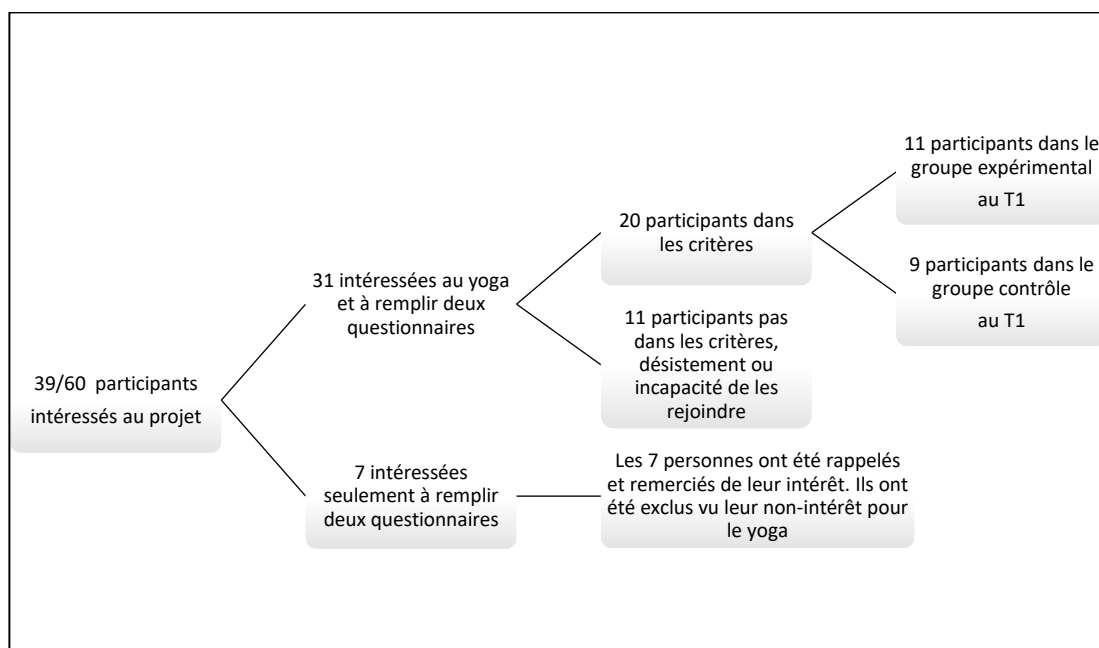 39/60 participants
intéressés au projet
31 intéressées au yoga
et à remplir deux
questionnaires
7 intéressées
seulement à remplir
deux questionnaires
20 participants dans
les critères
11 participants pas
dans les critères,
désistement ou
incapacité de les
rejoindre
Les 7 personnes ont été rappelés
et remerciés de leur intérêt. Ils ont
été exclus vu leur non-intérêt pour
le yoga
11 participants dans le
groupe expérimental
au T1
9 participants dans le
groupe contrôle
au T1